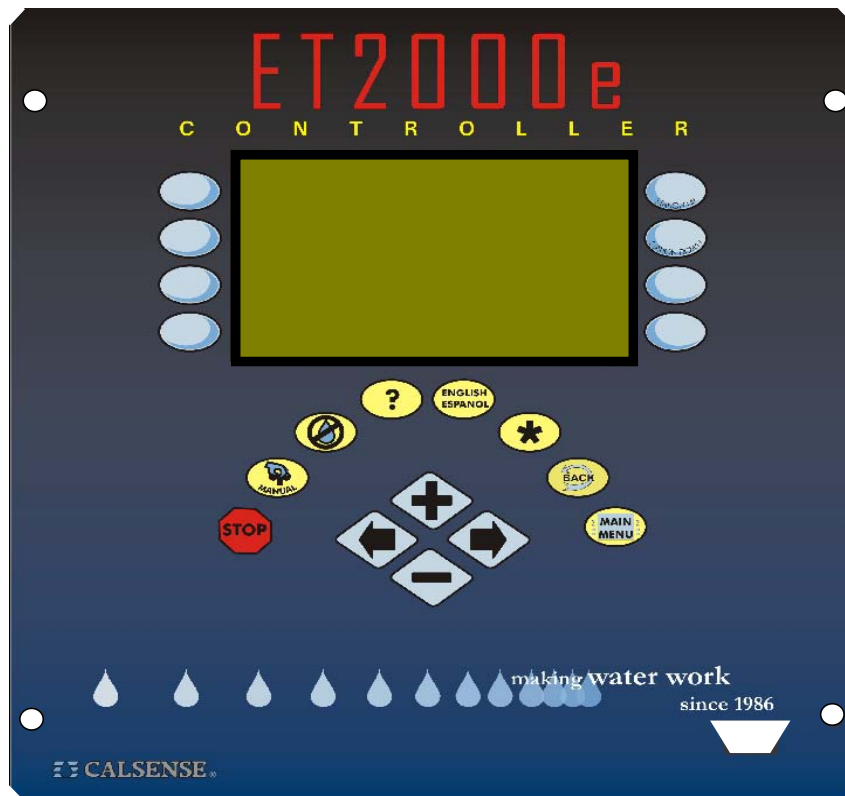 ET2000e
CONTROLLER
?
ENGLISH
ESPANOL
*
MANUAL
BACK
STOP
+
-
MAIN
MENU
making water work
since 1986
CALSENSE®